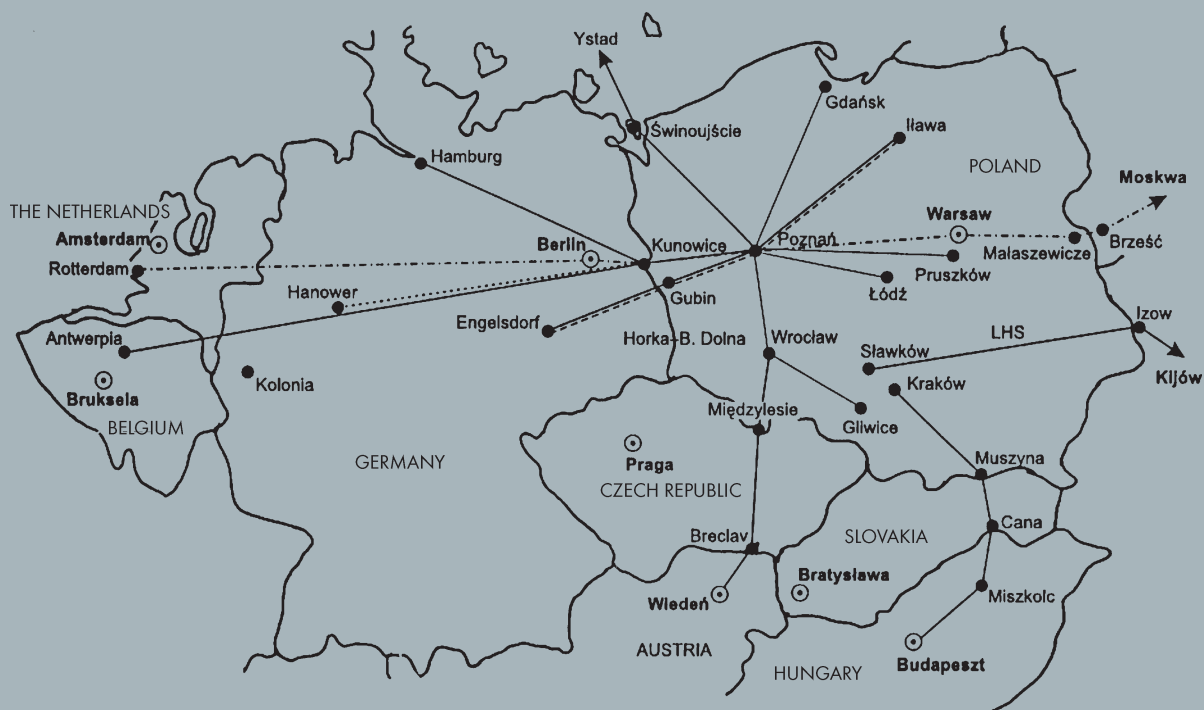 Ystad
Gdańsk
Świnoujście
Iława
Hamburg
POLAND
Moskwa
THE NETHERLANDS
Warsaw
Amsterdam
Berlin
Kunowice
Poznań
Brześć
Małaszewicze
Rotterdam
Pruszków
Hanower
Gubin
Łódź
Engelsdorf
Izow
Antwerpia
Horka–B. Dolna
Wrocław
LHS
Sławków
Kijów
Kolonia
Kraków
Bruksela
Międzylesie
BELGIUM
Gliwice
GERMANY
Praga
Muszyna
CZECH REPUBLIC
Cana
Breclav
SLOVAKIA
Bratysława
Wiedeń
Miszkolc
AUSTRIA
Budapeszt
HUNGARY